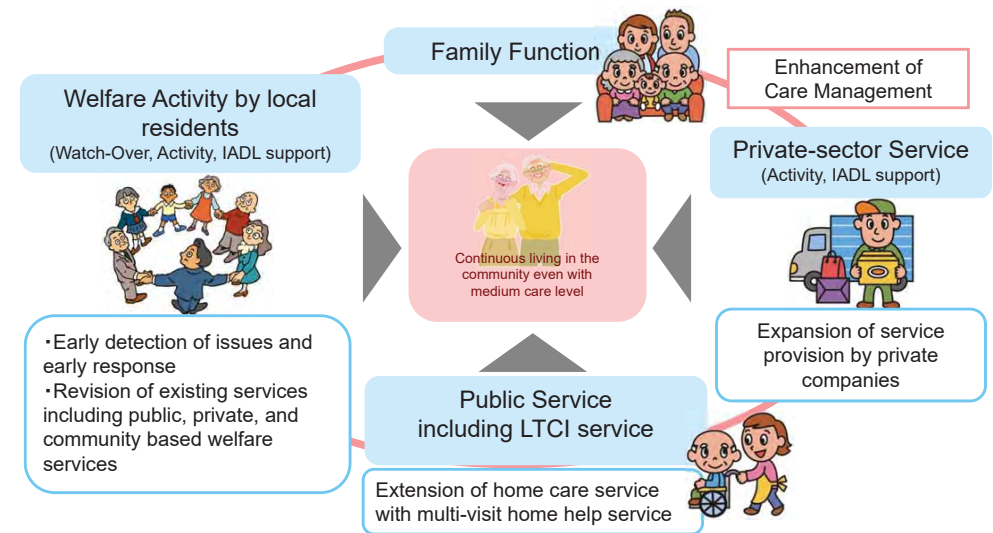 Family Function
Enhancement of
Care Management
Welfare Activity by local
residents
(Watch-Over, Activity, IADL support)
Private-sector Service
(Activity, IADL support)
Continuous living in the
community even with
medium care level
・Early detection of issues and
early response
・Revision of existing services
including public, private, and
community based welfare
services
Expansion of service
provision by private
companies
Public Service
including LTCI service
Extension of home care service
with multi-visit home help service